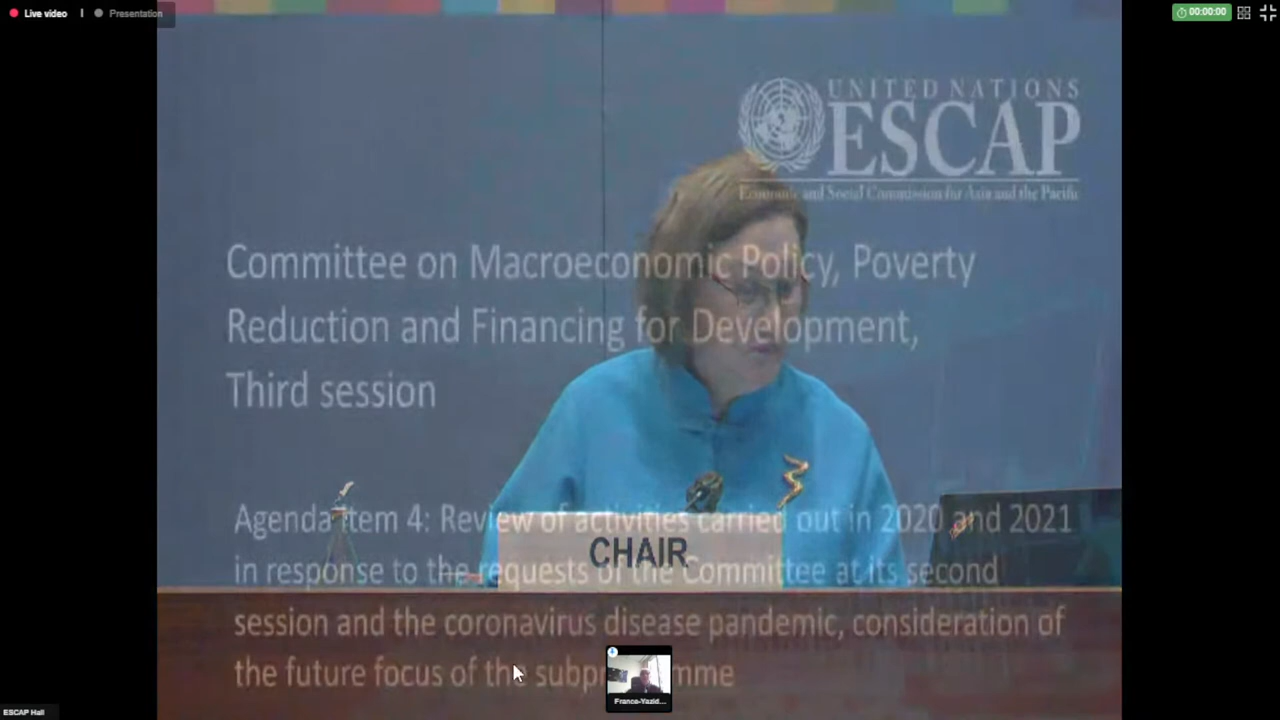 Live video
Presentation
00:00:00
UNITED NATIONS
ESCAP
Economic and Social Commission for Asia and the Pacific
Committee on Macroeconomic Policy, Poverty
Reduction and Financing for Development,
Third session
Agenda item 4: Review of activities carried out in 2020 and 2021
CHAIR
in response to the requests of the Committee at its second
session and the coronavirus disease pandemic, consideration of
the future focus of the subprogramme
France-Yazid...
ESCAP Hall